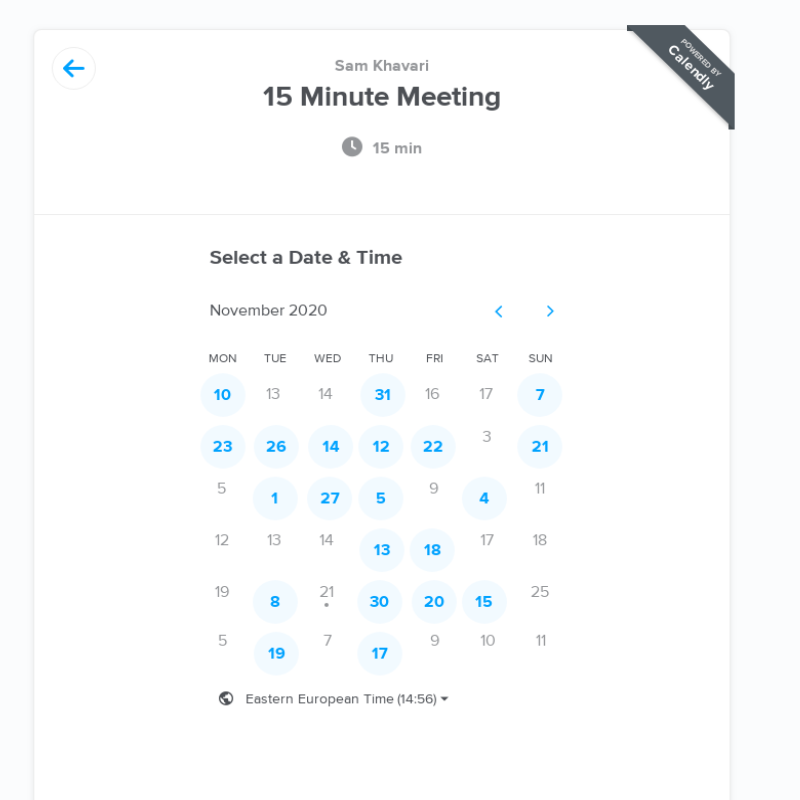 POWERED BY
Calendly
Sam Khavari
15 Minute Meeting
15 min
Select a Date & Time
November 2020
MON TUE WED THU FRI SAT SUN
10 13 14 31 16 17 7
23 26 14 12 22 3 21
5 1 27 5 9 4 11
12 13 14 13 18 17 18
19 8 21 30 20 15 25
5 19 7 17 9 10 11
Eastern European Time (14:56)